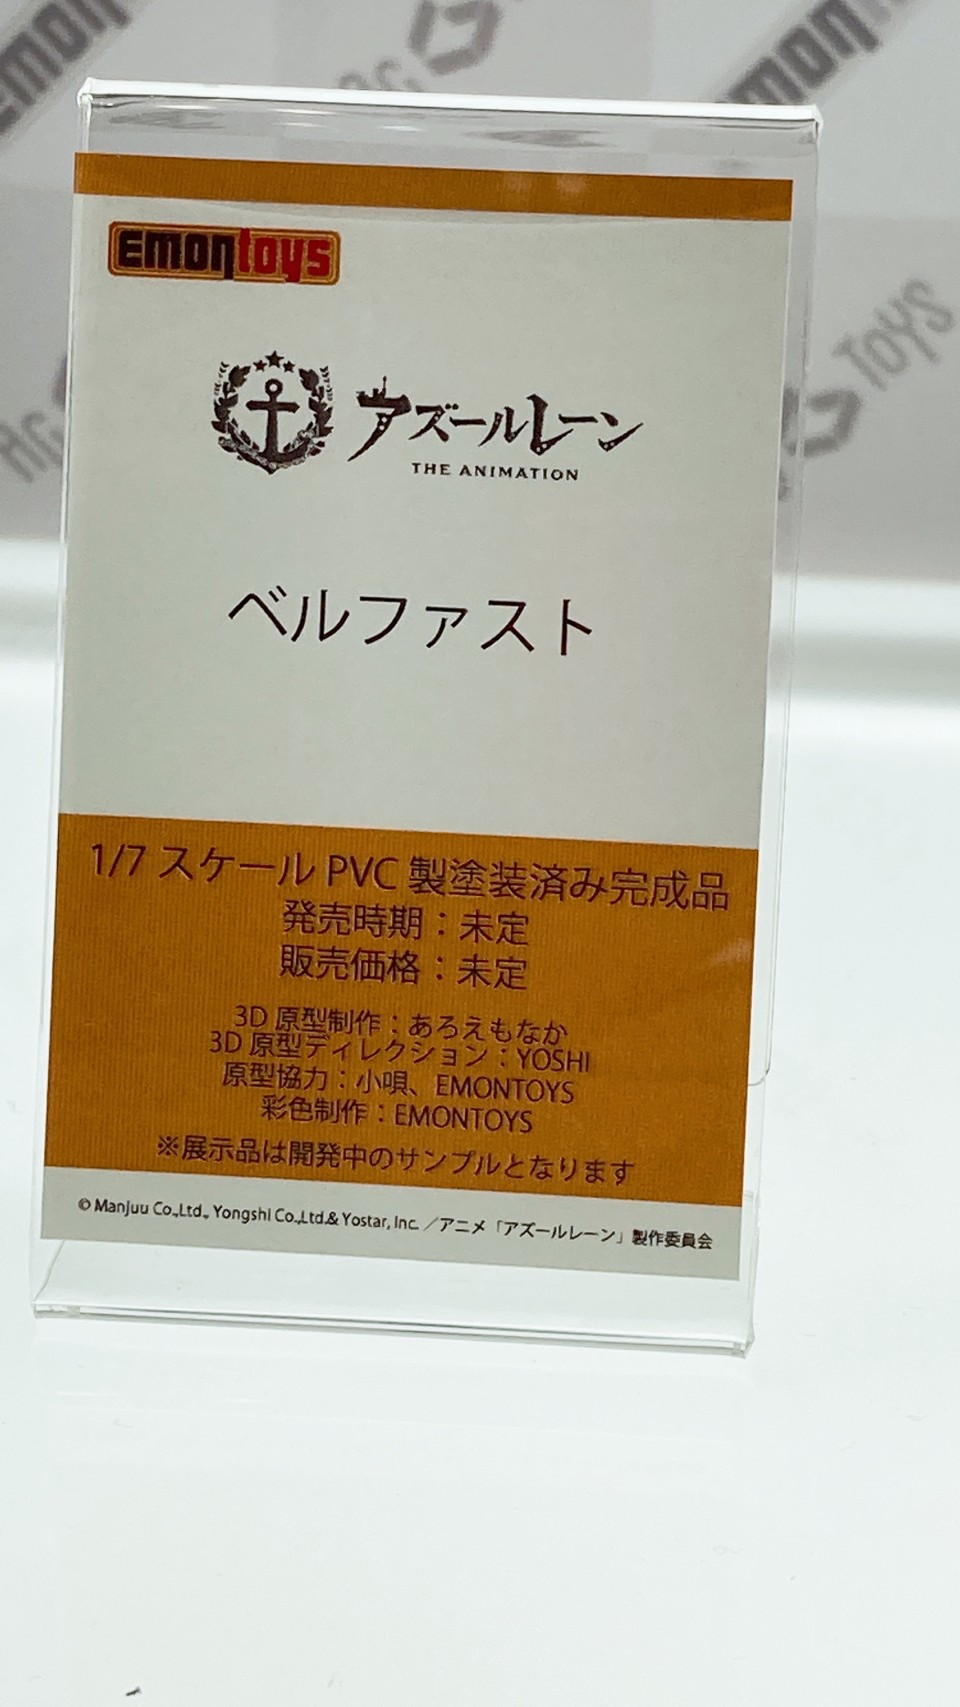 EMONTOYS
アズールレーン
THE ANIMATION
ベルファスト
1/7 スケール PVC 製塗装済み完成品
発売時期：未定
販売価格：未定
3D 原型制作：あろえもなか
3D 原型ディレクション：YOSHI
原型協力：小唄、EMONTOYS
彩色制作：EMONTOYS
※展示品は開発中のサンプルとなります
© Manjuu Co.,Ltd., Yongshi Co.,Ltd.& Yostar, Inc. ／アニメ「アズールレーン」製作委員会